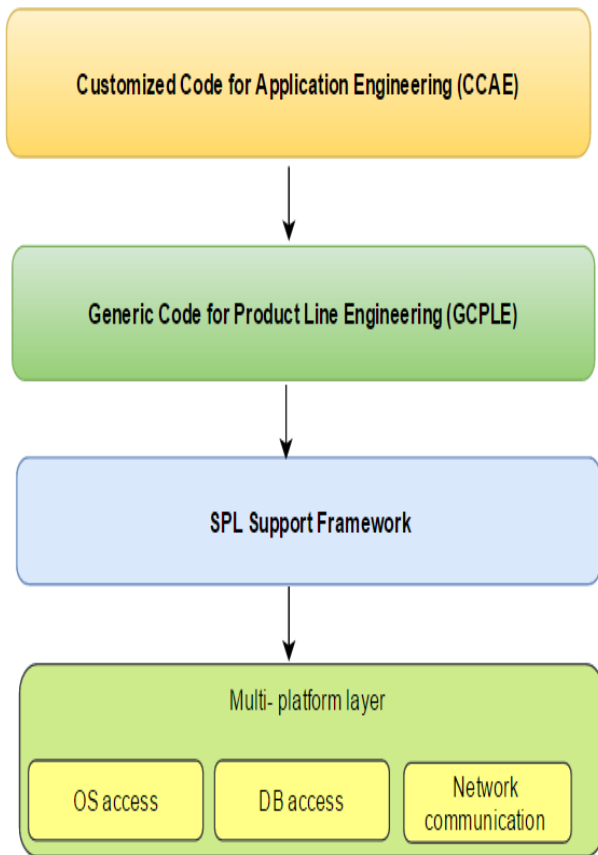 Customized Code for Application Engineering (CCAE)
Generic Code for Product Line Engineering (GCPLE)
SPL Support Framework
Multi- platform layer
OS access
DB access
Network
communication